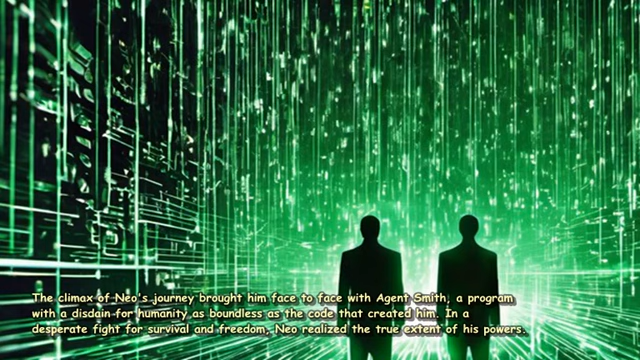 The climax of Neo's journey brought him face to face with Agent Smith, a program
with a disdain for humanity as boundless as the code that created him. In a
desperate fight for survival and freedom, Neo realized the true extent of his powers.